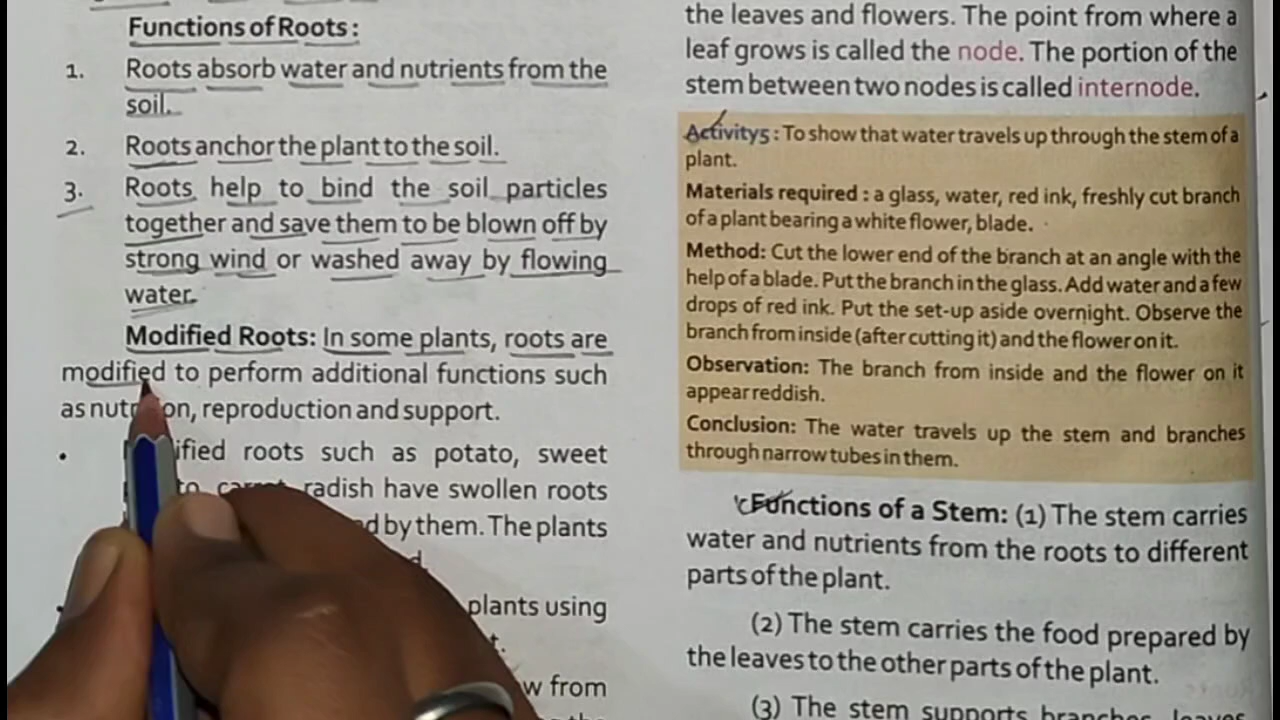 Functions of Roots :
1. Roots absorb water and nutrients from the
soil.
2. Roots anchor the plant to the soil.
3. Roots help to bind the soil particles
together and save them to be blown off by
strong wind or washed away by flowing
water.
Modified Roots: In some plants, roots are
modified to perform additional functions such
as nut on, reproduction and support.
• ified roots such as potato, sweet
radish have swollen roots
d by them. The plants
plants using
w from
the leaves and flowers. The point from where a
leaf grows is called the node. The portion of the
stem between two nodes is called internode.
Activity5 : To show that water travels up through the stem of a
plant.
Materials required : a glass, water, red ink, freshly cut branch
of a plant bearing a white flower, blade.
Method: Cut the lower end of the branch at an angle with the
help of a blade. Put the branch in the glass. Add water and a few
drops of red ink. Put the set-up aside overnight. Observe the
branch from inside (after cutting it) and the flower on it.
Observation: The branch from inside and the flower on it
appear reddish.
Conclusion: The water travels up the stem and branches
through narrow tubes in them.
Functions of a Stem: (1) The stem carries
water and nutrients from the roots to different
parts of the plant.
(2) The stem carries the food prepared by
the leaves to the other parts of the plant.
(3) The stem supports branches, leaves,